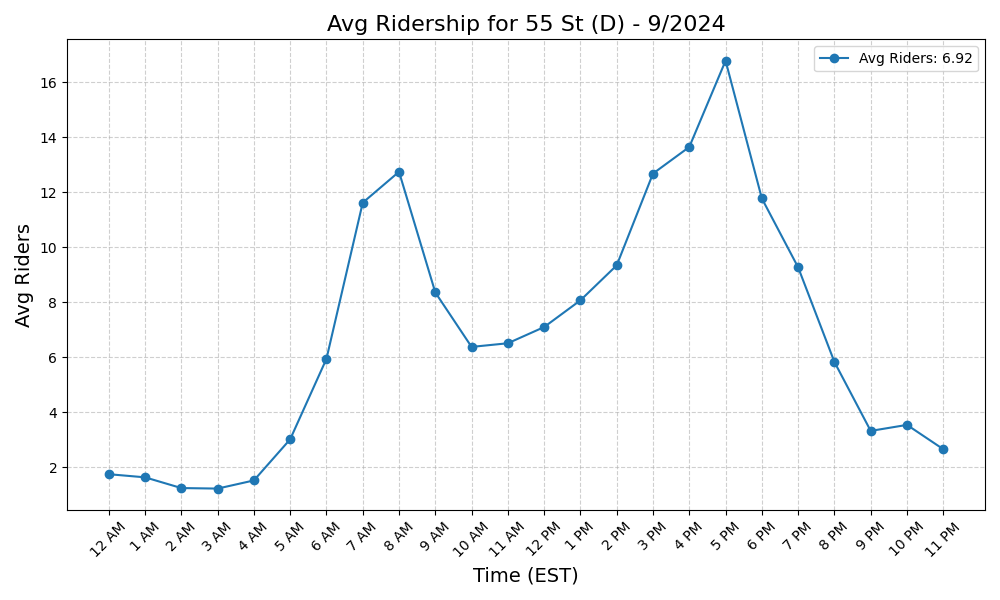 Avg Ridership for 55 St (D) - 9/2024
Avg Riders: 6.92
Avg Riders
16
14
12
10
8
6
4
2
12 AM
1 AM
2 AM
3 AM
4 AM
5 AM
6 AM
7 AM
8 AM
9 AM
10 AM
11 AM
12 PM
1 PM
2 PM
3 PM
4 PM
5 PM
6 PM
7 PM
8 PM
9 PM
10 PM
11 PM
Time (EST)